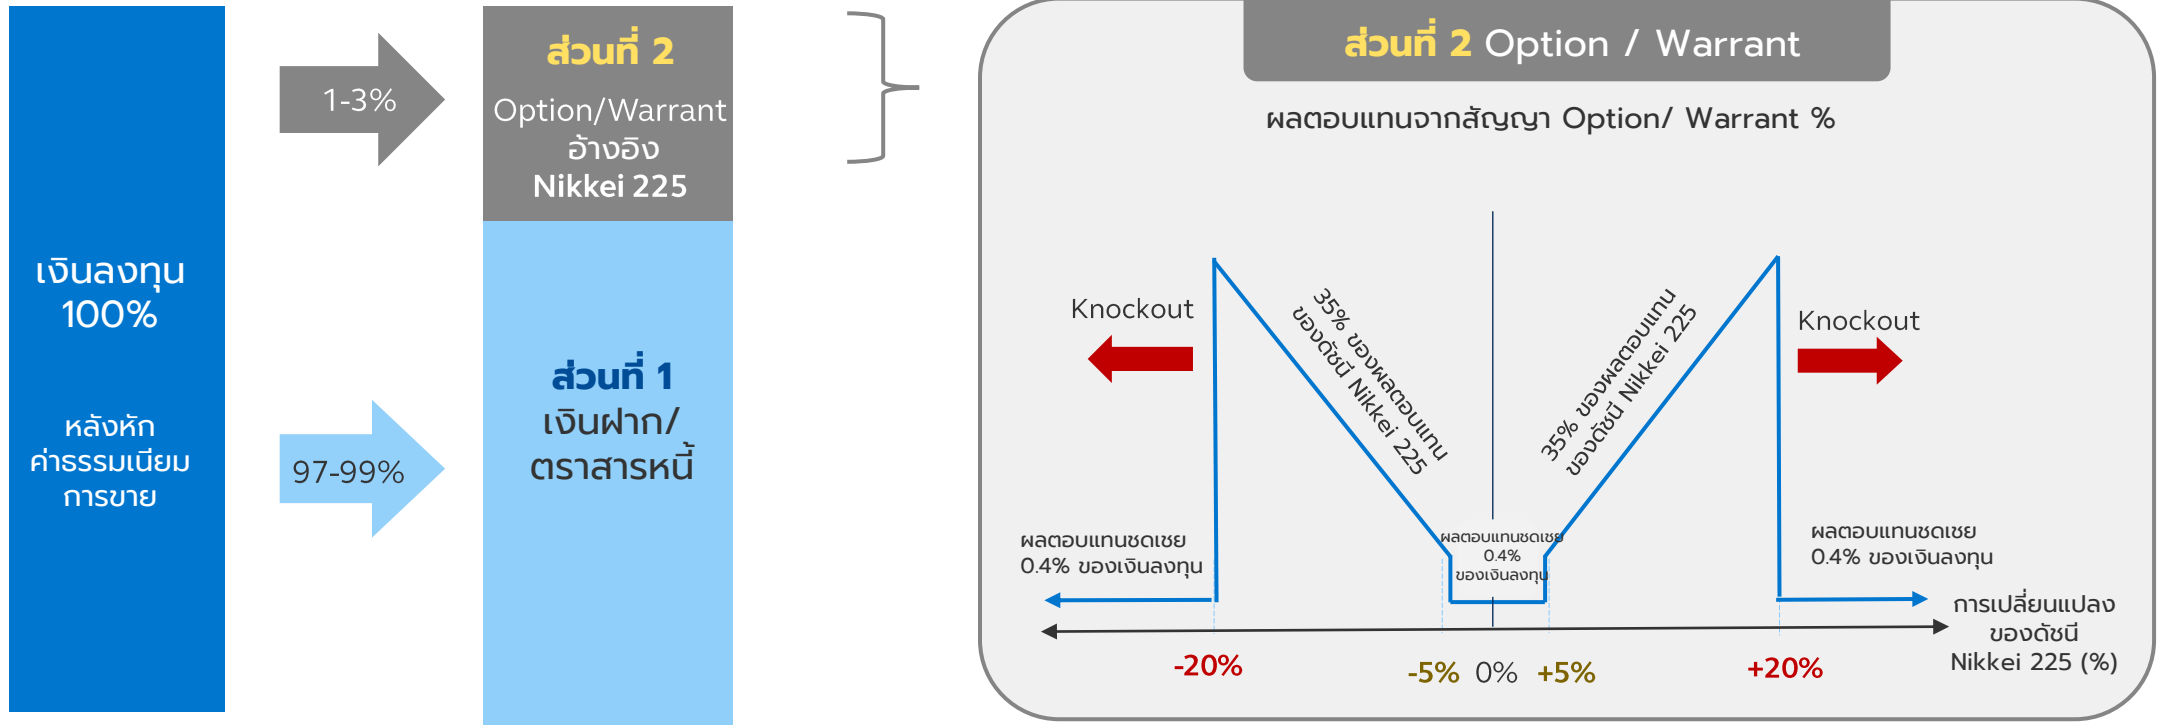 เงินลงทุน
100%
หลังหัก
ค่าธรรมเนียม
การขาย
1-3%
97-99%
ส่วนที่ 2
Option/Warrant
อ้างอิง
Nikkei 225
ส่วนที่ 1
เงินฝาก/
ตราสารหนี้
ส่วนที่ 2 Option / Warrant
ผลตอบแทนจากสัญญา Option/ Warrant %
Knockout
35% ของผลตอบแทน
ของดัชนี Nikkei 225
35% ของผลตอบแทน
ของดัชนี Nikkei 225
Knockout
ผลตอบแทนชดเชย
0.4% ของเงินลงทุน
ผลตอบแทนชดเชย
0.4%
ของเงินลงทุน
ผลตอบแทนชดเชย
0.4% ของเงินลงทุน
การเปลี่ยนแปลง
ของดัชนี
Nikkei 225 (%)
-20%
-5% 0% +5%
+20%